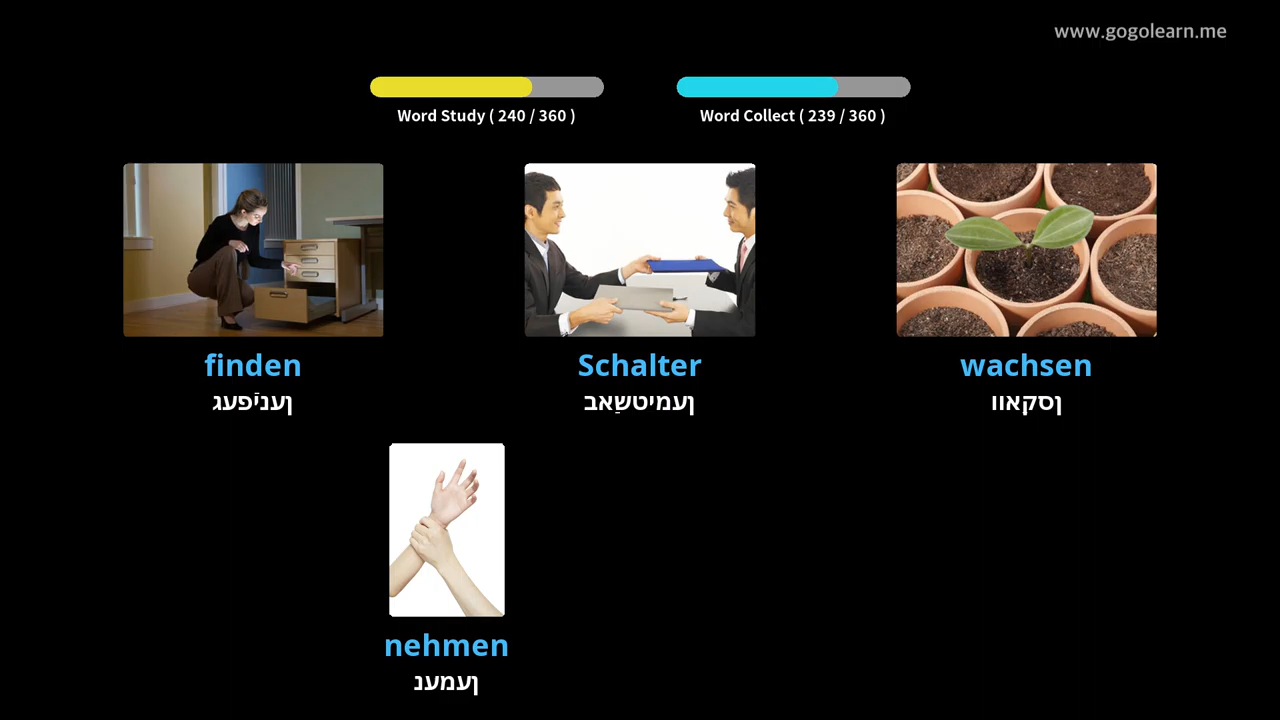 www.gogolearn.me
Word Study ( 240 / 360 )
Word Collect ( 239 / 360 )
finden
געפֿינען
Schalter
באַשטימען
wachsen
וואַקסן
nehmen
נעמען